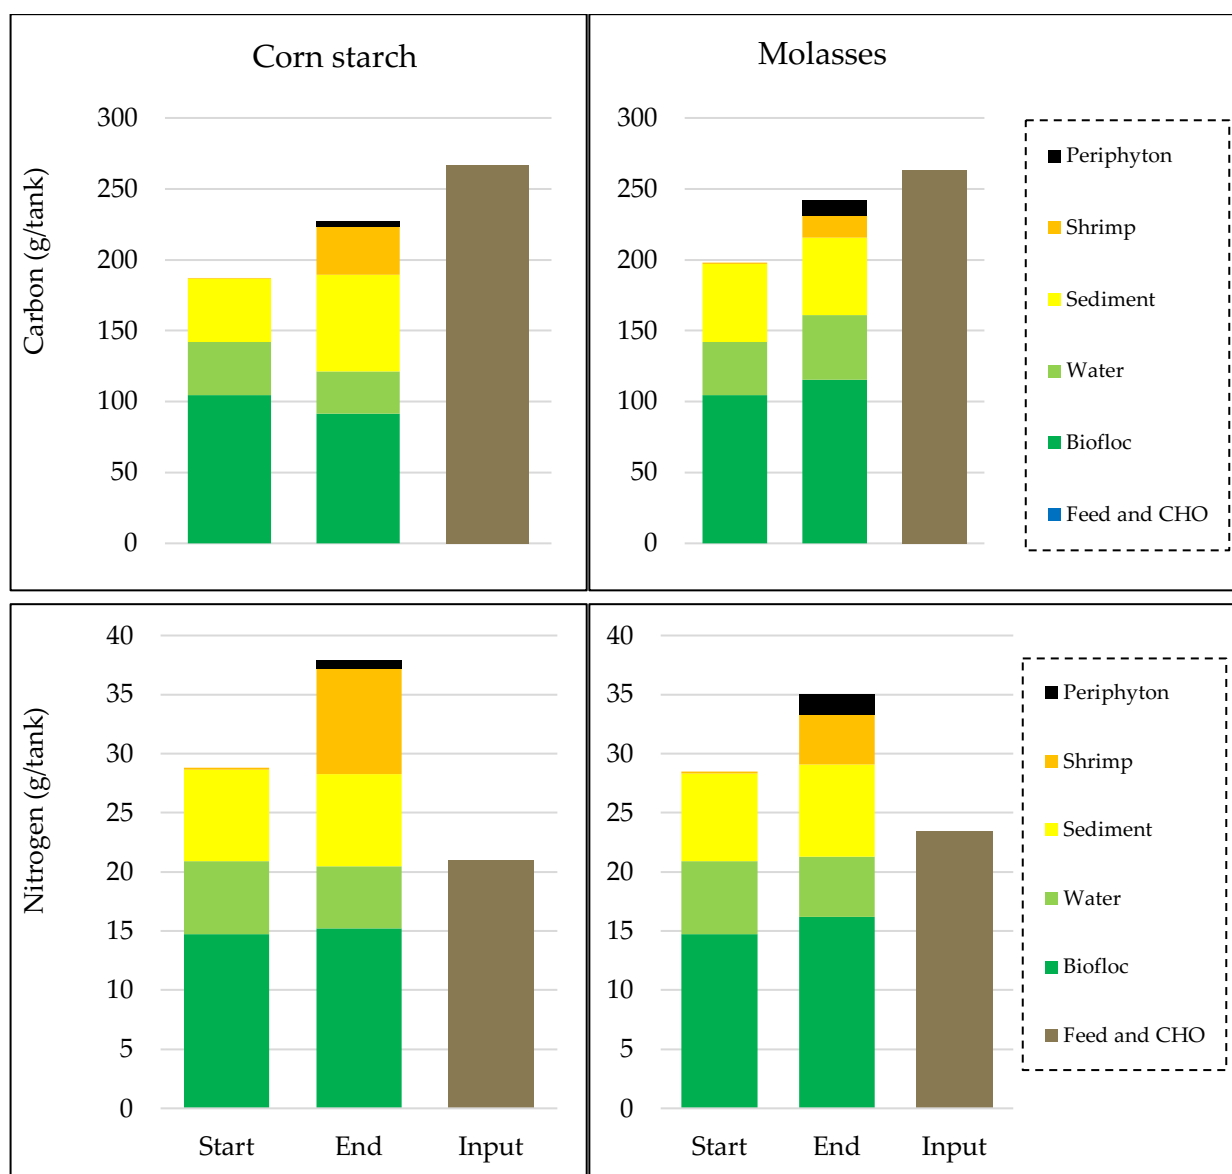 Corn starch
Molasses
Carbon (g/tank)
300
250
200
150
100
50
0
300
250
200
150
100
50
0
Periphyton
Shrimp
Sediment
Water
Biofloc
Feed and CHO
Nitrogen (g/tank)
40
35
30
25
20
15
10
5
0
Start End Input
40
35
30
25
20
15
10
5
0
Start End Input
Periphyton
Shrimp
Sediment
Water
Biofloc
Feed and CHO